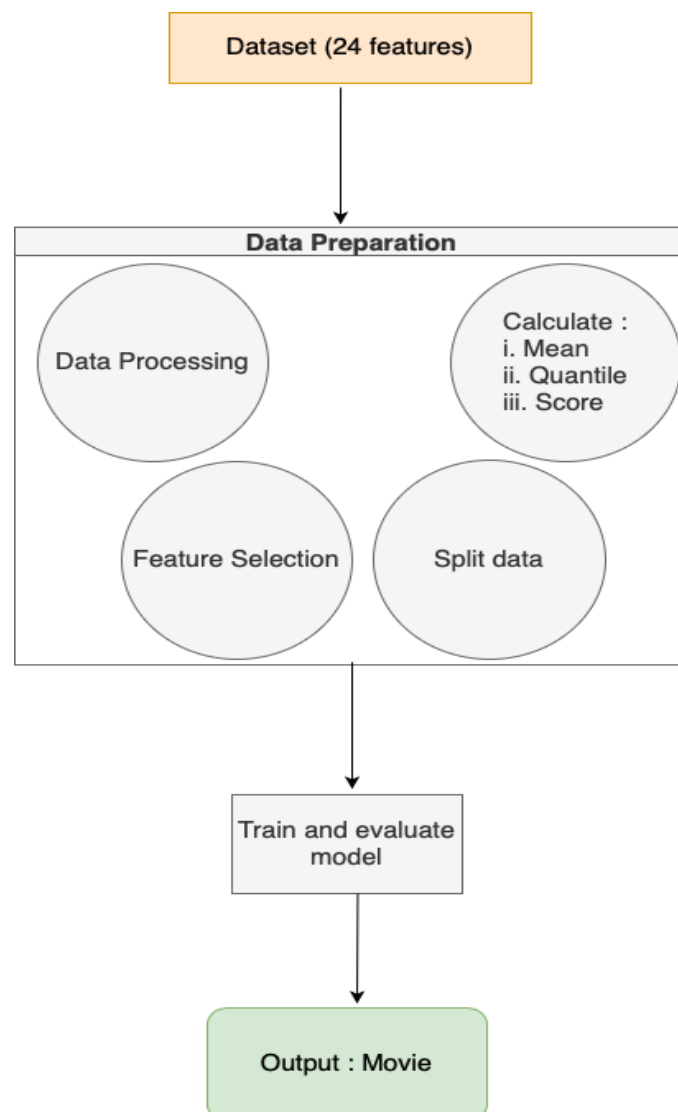 Dataset (24 features)
Data Preparation
Data Processing
Calculate :
i. Mean
ii. Quantile
iii. Score
Feature Selection
Split data
Train and evaluate
model
Output : Movie